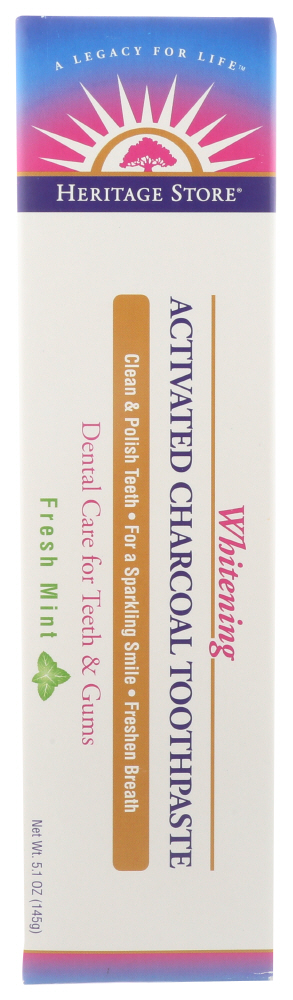 A LEGACY FOR LIFE™
HERITAGE STORE®
Whitening
ACTIVATED CHARCOAL TOOTHPASTE
Clean & Polish Teeth • For a Sparkling Smile • Freshen Breath
Dental Care for Teeth & Gums
Fresh Mint
Net Wt. 5.1 OZ (145g)